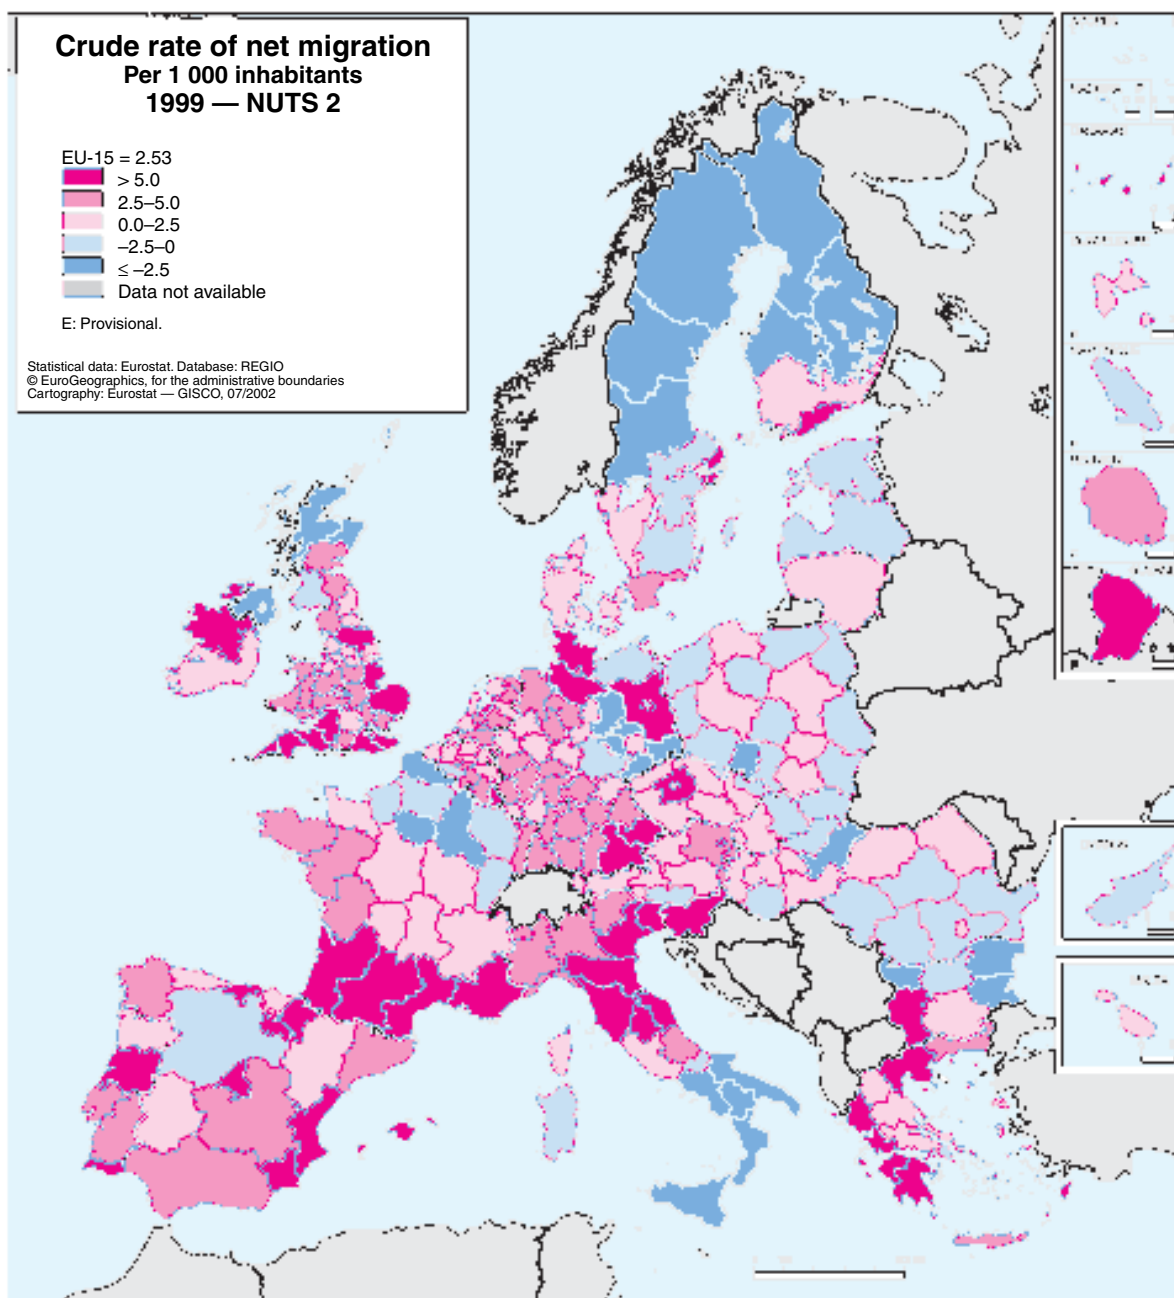 Crude rate of net migration
Per 1 000 inhabitants
1999 — NUTS 2
EU-15 = 2.53
> 5.0
2.5–5.0
0.0–2.5
–2.5–0
≤ –2.5
Data not available
E: Provisional.
Statistical data: Eurostat. Database: REGIO
© EuroGeographics, for the administrative boundaries
Cartography: Eurostat — GISCO, 07/2002